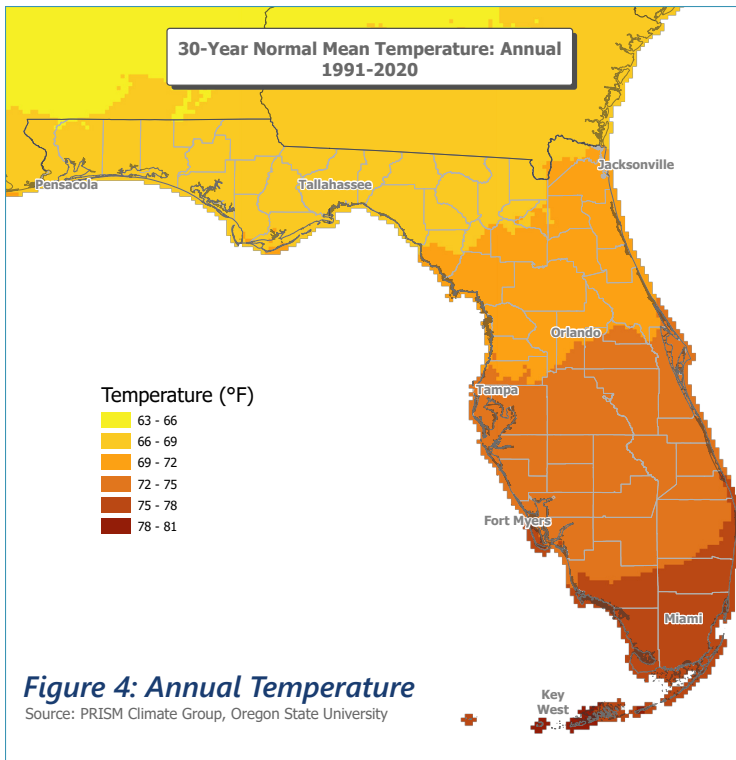 30-Year Normal Mean Temperature: Annual
1991-2020
Jacksonville
Pensacola
Tallahassee
Orlando
Tampa
Temperature (°F)
63 - 66
66 - 69
69 - 72
72 - 75
75 - 78
78 - 81
Fort Myers
Miami
Key
West
Figure 4: Annual Temperature
Source: PRISM Climate Group, Oregon State University